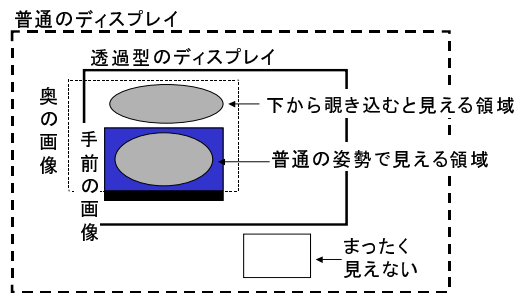 普通のディスプレイ
透過型のディスプレイ
奥の画像
手前の画像
下から覗き込むと見える領域
普通の姿勢で見える領域
まったく
見えない